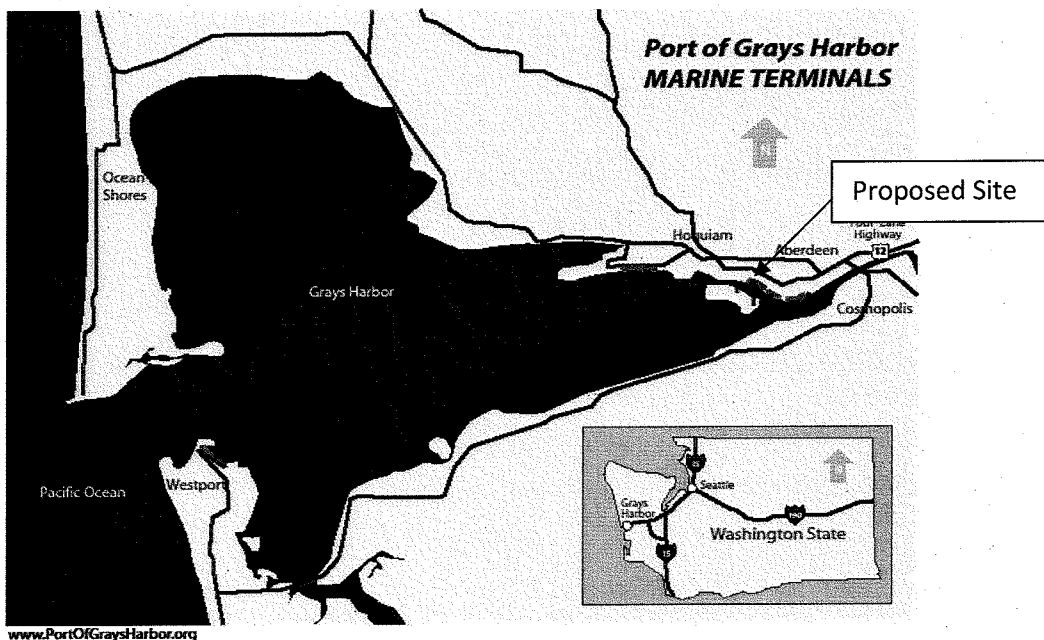 Port of Grays Harbor
MARINE TERMINALS
Proposed Site
Ocean
Shores
Hoquiam
Aberdeen
Highway
12
Grays Harbor
Cosmopolis
Pacific Ocean
Westport
Seattle
Grays
Harbor
Washington State
www.PortOfGraysHarbor.org